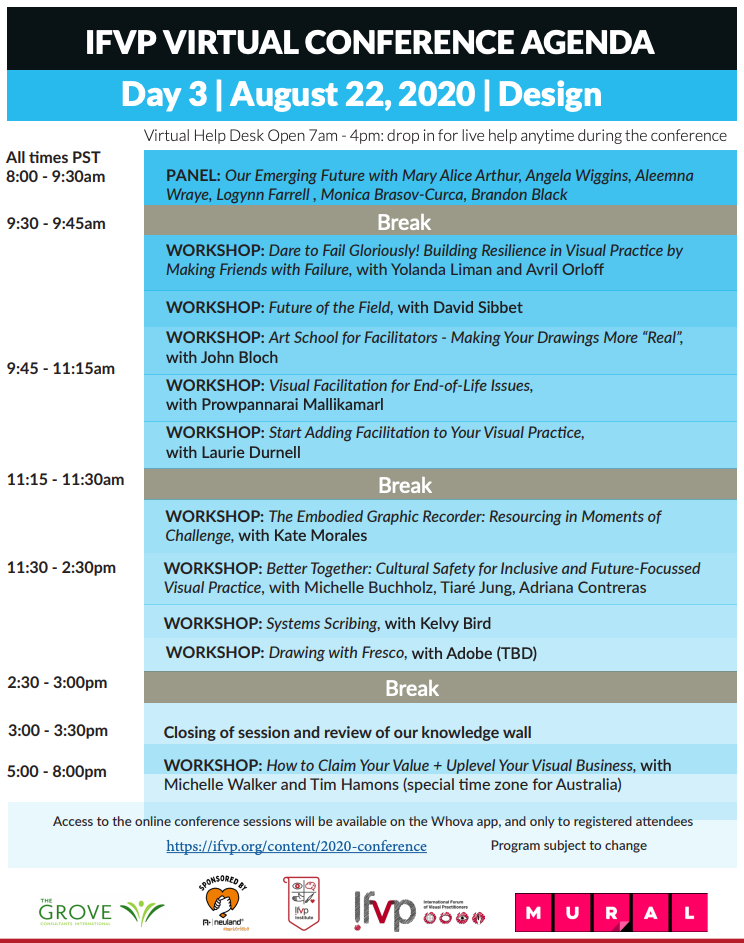 IFVP VIRTUAL CONFERENCE AGENDA
Day 3 | August 22, 2020 | Design
Virtual Help Desk Open 7am - 4pm: drop in for live help anytime during the conference
All times PST
8:00 - 9:30am
PANEL: Our Emerging Future with Mary Alice Arthur, Angela Wiggins, Aleemna
Wraye, Logynn Farrell , Monica Brasov-Curca, Brandon Black
9:30 - 9:45am
Break
WORKSHOP: Dare to Fail Gloriously! Building Resilience in Visual Practice by
Making Friends with Failure, with Yolanda Liman and Avril Orloff
WORKSHOP: Future of the Field, with David Sibbet
WORKSHOP: Art School for Facilitators - Making Your Drawings More “Real”,
with John Bloch
9:45 - 11:15am
WORKSHOP: Visual Facilitation for End-of-Life Issues,
with Prowpannarai Mallikamarl
WORKSHOP: Start Adding Facilitation to Your Visual Practice,
with Laurie Durnell
11:15 - 11:30am
Break
WORKSHOP: The Embodied Graphic Recorder: Resourcing in Moments of
Challenge, with Kate Morales
11:30 - 2:30pm
WORKSHOP: Better Together: Cultural Safety for Inclusive and Future-Focussed
Visual Practice, with Michelle Buchholz, Tiaré Jung, Adriana Contreras
WORKSHOP: Systems Scribing, with Kelvy Bird
WORKSHOP: Drawing with Fresco, with Adobe (TBD)
2:30 - 3:00pm
Break
3:00 - 3:30pm
Closing of session and review of our knowledge wall
5:00 - 8:00pm
WORKSHOP: How to Claim Your Value + Uplevel Your Visual Business, with
Michelle Walker and Tim Hamons (special time zone for Australia)
Access to the online conference sessions will be available on the Whova app, and only to registered attendees
https://ifvp.org/content/2020-conference
Program subject to change
THE
GROVE
CONSULTANTS INTERNATIONAL
SPONSORED BY
neuland
ifvp
Institute
ifvp
International Forum
of Visual Practitioners
MURAL